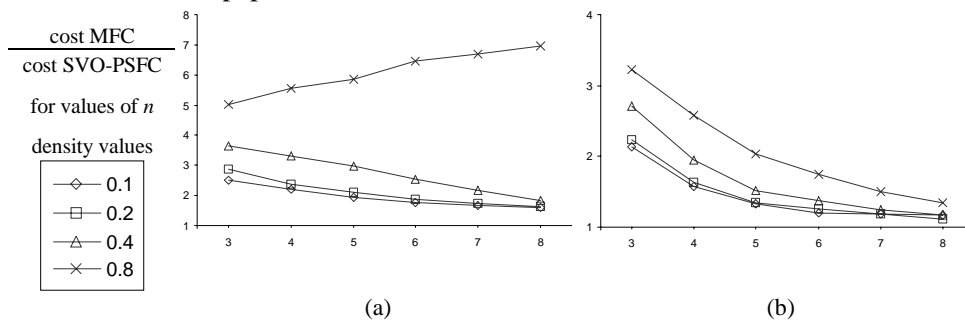 cost MFC
cost SVO-PSFC
for values of n
density values
0.1
0.2
0.4
0.8
8
7
6
5
4
3
2
1
3 4 5 6 7 8
(a)
4
3
2
1
3 4 5 6 7 8
(b)